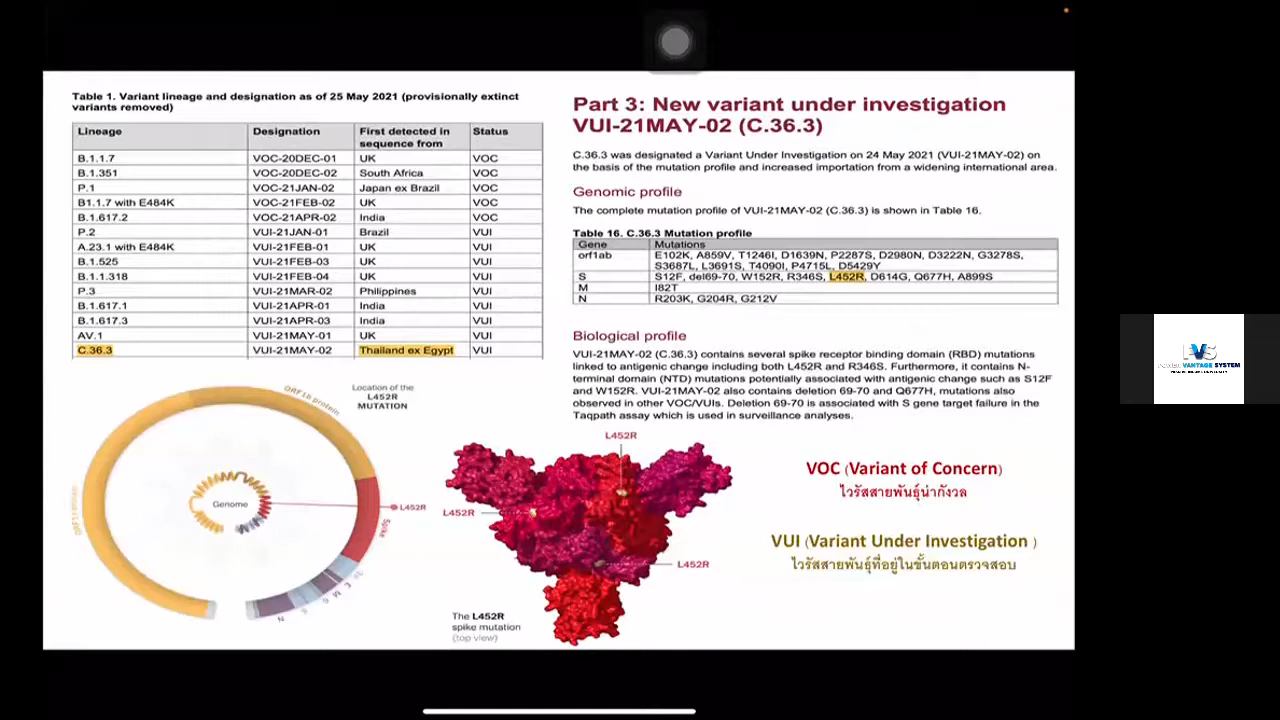 Table 1. Variant lineage and designation as of 25 May 2021 (provisionally extinct
variants removed)
Lineage Designation First detected in sequence from Status
B.1.1.7 VOC-20DEC-01 UK VOC
B.1.351 VOC-20DEC-02 South Africa VOC
P.1 VOC-21JAN-02 Japan ex Brazil VOC
B1.1.7 with E484K VOC-21FEB-02 UK VOC
B.1.617.2 VOC-21APR-02 India VOC
P.2 VUI-21JAN-01 Brazil VUI
A.23.1 with E484K VUI-21FEB-01 UK VUI
B.1.525 VUI-21FEB-03 UK VUI
B.1.1.318 VUI-21FEB-04 UK VUI
P.3 VUI-21MAR-02 Philippines VUI
B.1.617.1 VUI-21APR-01 India VUI
B.1.617.3 VUI-21APR-03 India VUI
AV.1 VUI-21MAY-01 UK VUI
C.36.3 VUI-21MAY-02 Thailand ex Egypt VUI
Part 3: New variant under investigation
VUI-21MAY-02 (C.36.3)
C.36.3 was designated a Variant Under Investigation on 24 May 2021 (VUI-21MAY-02) on
the basis of the mutation profile and increased importation from a widening international area.
Genomic profile
The complete mutation profile of VUI-21MAY-02 (C.36.3) is shown in Table 16.
Table 16. C.36.3 Mutation profile
Gene Mutations
orf1ab E102K, A859V, T1246I, D1639N, P2287S, D2980N, D3222N, G3278S,
S3687L, L3691S, T4090I, P4715L, D5429Y
S S12F, del69-70, W152R, R346S, L452R, D614G, Q677H, A899S
M I82T
N R203K, G204R, G212V
Biological profile
VUI-21MAY-02 (C.36.3) contains several spike receptor binding domain (RBD) mutations
linked to antigenic change including both L452R and R346S. Furthermore, it contains N-
terminal domain (NTD) mutations potentially associated with antigenic change such as S12F
and W152R. VUI-21MAY-02 also contains deletion 69-70 and Q677H, mutations also
observed in other VOC/VUIs. Deletion 69-70 is associated with S gene target failure in the
Taqpath assay which is used in surveillance analyses.
ORF1b protein
Location of the
L452R
MUTATION
Genome
L452R
Spike
E
M
N
L452R
L452R
L452R
The L452R
spike mutation
(top view)
VOC (Variant of Concern)
ไวรัสสายพันธุ์น่ากังวล
VUI (Variant Under Investigation )
ไวรัสสายพันธุ์ที่อยู่ในขั้นตอนตรวจสอบ
PVS
POWER VANTAGE SYSTEM